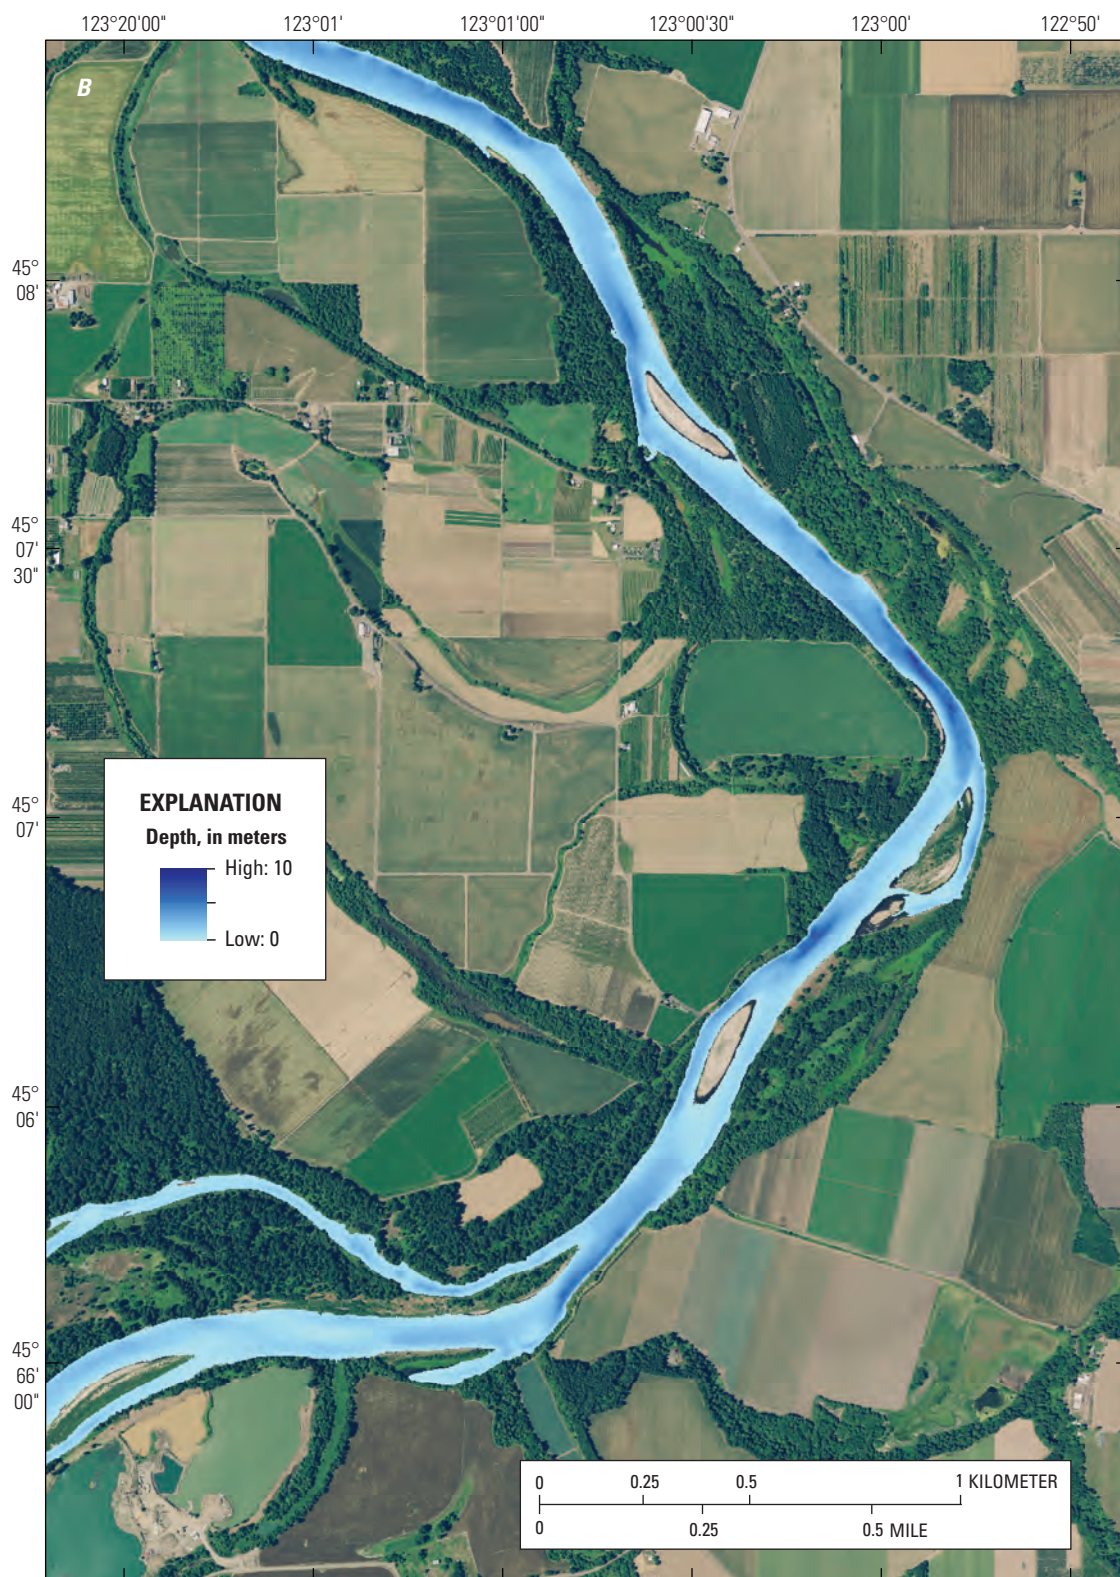 123°20'00" 123°01' 123°01'00" 123°00'30" 123°00' 122°50'
B
45°
08'
45°
07'
30"
45°
07'
45°
06'
45°
66'
00"
EXPLANATION
Depth, in meters
High: 10
Low: 0
0 0.25 0.5 1 KILOMETER
0 0.25 0.5 MILE